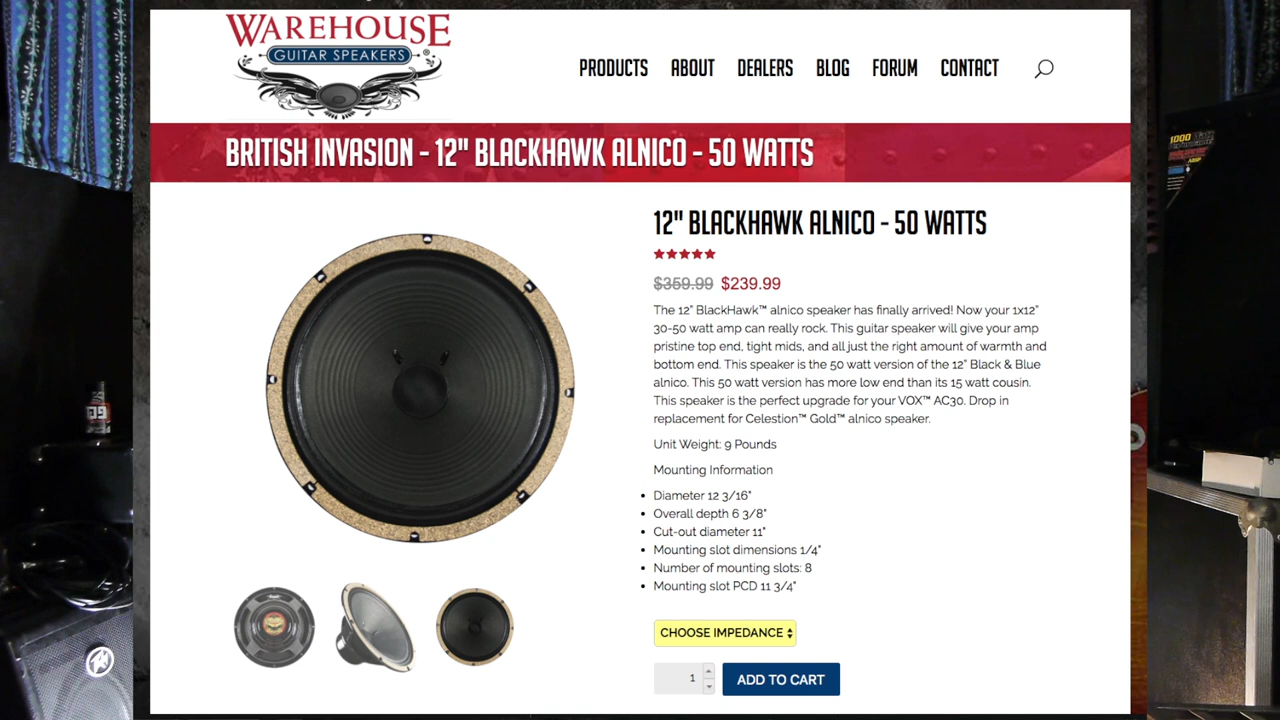 WAREHOUSE
GUITAR SPEAKERS®
PRODUCTS ABOUT DEALERS BLOG FORUM CONTACT
BRITISH INVASION - 12" BLACKHAWK ALNICO - 50 WATTS
12" BLACKHAWK ALNICO - 50 WATTS
$359.99 $239.99
The 12” BlackHawk™ alnico speaker has finally arrived! Now your 1x12”
30-50 watt amp can really rock. This guitar speaker will give your amp
pristine top end, tight mids, and all just the right amount of warmth and
bottom end. This speaker is the 50 watt version of the 12” Black & Blue
alnico. This 50 watt version has more low end than its 15 watt cousin.
This speaker is the perfect upgrade for your VOX™ AC30. Drop in
replacement for Celestion™ Gold™ alnico speaker.
Unit Weight: 9 Pounds
Mounting Information
Diameter 12 3/16”
Overall depth 6 3/8”
Cut-out diameter 11”
Mounting slot dimensions 1/4”
Number of mounting slots: 8
Mounting slot PCD 11 3/4”
CHOOSE IMPEDANCE
1
ADD TO CART
1000 Watt